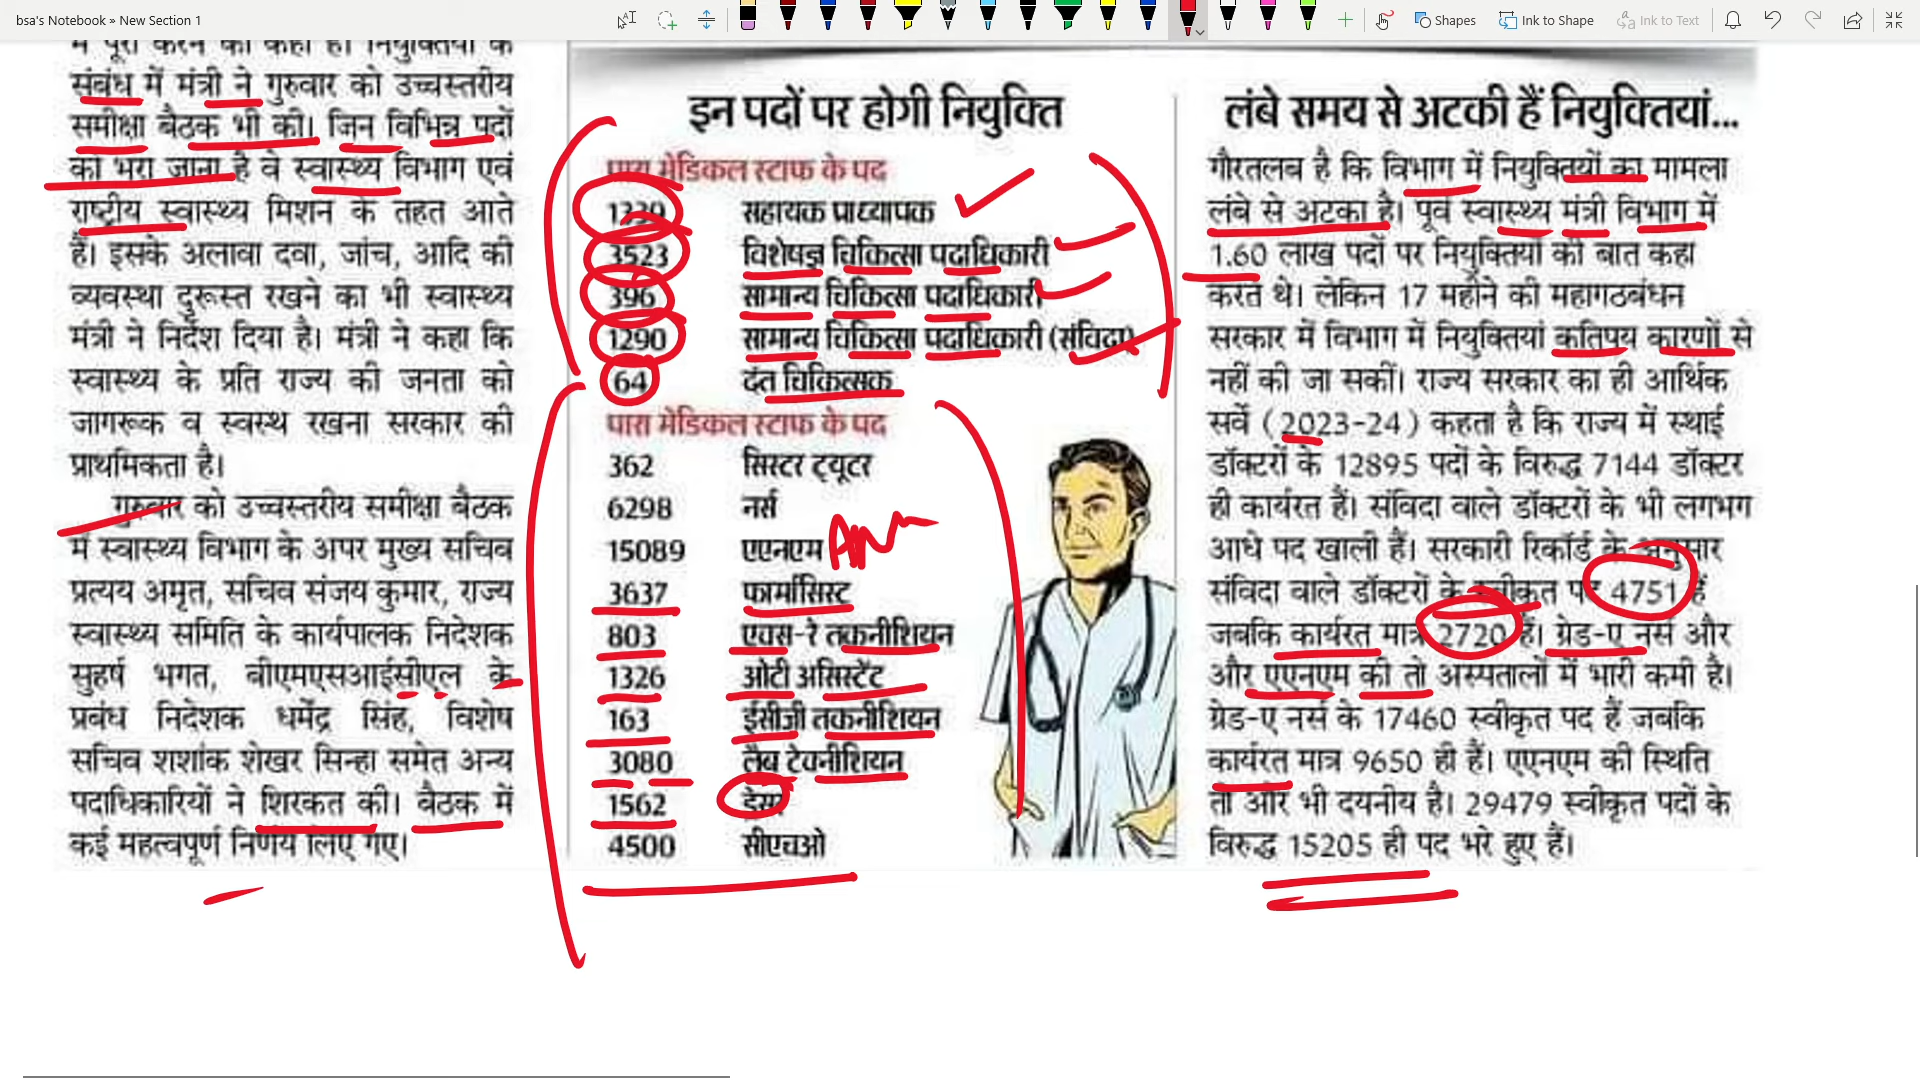 bsa's Notebook » New Section 1
Shapes
Link to Shape
Link to Text
में पूरा करने को कहा है। नियुक्तियों के
संबंध में मंत्री ने गुरुवार को उच्चस्तरीय
समीक्षा बैठक भी की। जिन विभिन्न पदों
को भरा जाना है वे स्वास्थ्य विभाग एवं
राष्ट्रीय स्वास्थ्य मिशन के तहत आते
हैं। इसके अलावा दवा, जांच, आदि की
व्यवस्था दुरूस्त रखने का भी स्वास्थ्य
मंत्री ने निर्देश दिया है। मंत्री ने कहा कि
स्वास्थ्य के प्रति राज्य की जनता को
जागरूक व स्वस्थ रखना सरकार की
प्राथमिकता है।
गुरुवार को उच्चस्तरीय समीक्षा बैठक
में स्वास्थ्य विभाग के अपर मुख्य सचिव
प्रत्यय अमृत, सचिव संजय कुमार, राज्य
स्वास्थ्य समिति के कार्यपालक निदेशक
सुहर्ष भगत, बीएमएसआईसीएल के
प्रबंध निदेशक धर्मेंद्र सिंह, विशेष
सचिव शशांक शेखर सिन्हा समेत अन्य
पदाधिकारियों ने शिरकत की। बैठक में
कई महत्वपूर्ण निर्णय लिए गए।
इन पदों पर होगी नियुक्ति
पारा मेडिकल स्टाफ के पद
सहायक प्राध्यापक
3523 विशेषज्ञ चिकित्सा पदाधिकारी
396 सामान्य चिकित्सा पदाधिकारी
1290 सामान्य चिकित्सा पदाधिकारी (संविदा)
64 दंत चिकित्सक
पारा मेडिकल स्टाफ के पद
362 सिस्टर ट्यूटर
6298 नर्स
15089 एएनएम
3637 फार्मासिस्ट
803 एक्स-रे तकनीशियन
1326 ओटी असिस्टेंट
163 ईसीजी तकनीशियन
3080 लैब टेक्नीशियन
1562 ड्रेसर
4500 सीएचओ
लंबे समय से अटकी हैं नियुक्तियां...
गौरतलब है कि विभाग में नियुक्तियों का मामला
लंबे से अटका है। पूर्व स्वास्थ्य मंत्री विभाग में
1.60 लाख पदों पर नियुक्तियों की बात कहा
करते थे। लेकिन 17 महीने की महागठबंधन
सरकार में विभाग में नियुक्तियां कतिपय कारणों से
नहीं की जा सकीं। राज्य सरकार का ही आर्थिक
सर्वे (2023-24) कहता है कि राज्य में स्थाई
डॉक्टरों के 12895 पदों के विरुद्ध 7144 डॉक्टर
ही कार्यरत हैं। संविदा वाले डॉक्टरों के भी लगभग
आधे पद खाली हैं। सरकारी रिकॉर्ड के अनुसार
संविदा वाले डॉक्टरों के स्वीकृत पद 4751 हैं
जबकि कार्यरत मात्र 2720 हैं। ग्रेड-ए नर्स और
और एएनएम की तो अस्पतालों में भारी कमी है।
ग्रेड-ए नर्स के 17460 स्वीकृत पद हैं जबकि
कार्यरत मात्र 9650 ही हैं। एएनएम की स्थिति
तो और भी दयनीय है। 29479 स्वीकृत पदों के
विरुद्ध 15205 ही पद भरे हुए हैं।